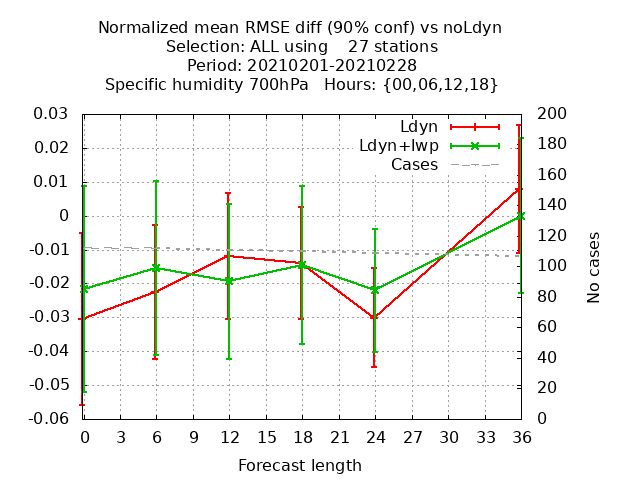 Normalized mean RMSE diff (90% conf) vs noLdyn
Selection: ALL using    27 stations
Period: 20210201-20210228
Specific humidity 700hPa   Hours: {00,06,12,18}
Ldyn
Ldyn+lwp
Cases
0.03
0.02
0.01
0
-0.01
-0.02
-0.03
-0.04
-0.05
-0.06
200
180
160
140
120
100
80
60
40
20
0
No cases
0 3 6 9 12 15 18 21 24 27 30 33 36
Forecast length